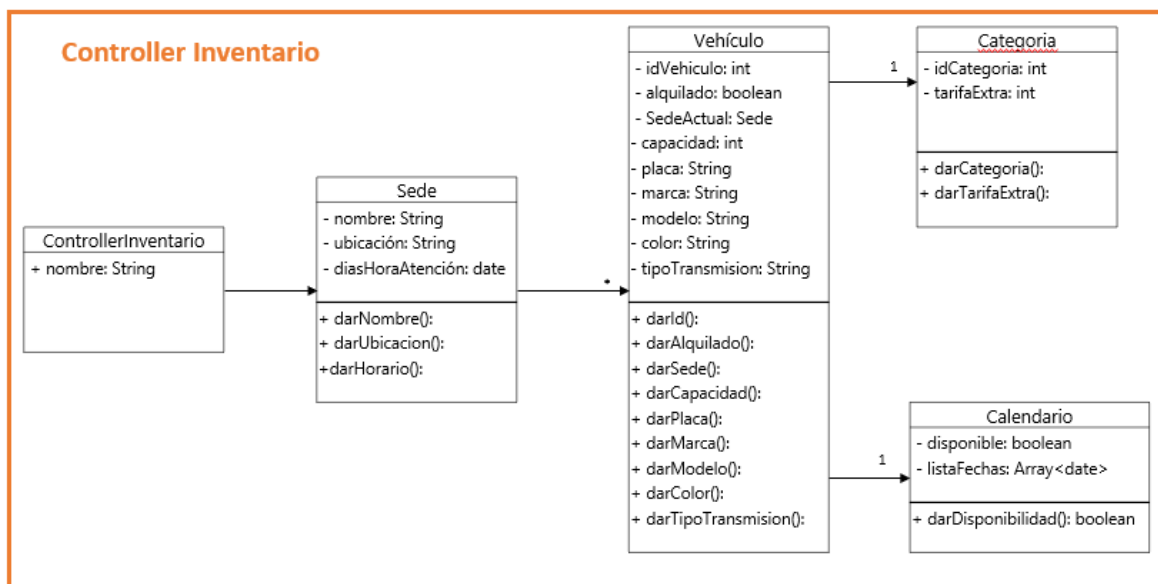 Controller Inventario
ControllerInventario
+ nombre: String
Sede
- nombre: String
- ubicación: String
- diasHoraAtención: date
+ darNombre():
+ darUbicacion():
+darHorario():
*
Vehículo
- idVehiculo: int
- alquilado: boolean
- SedeActual: Sede
- capacidad: int
- placa: String
- marca: String
- modelo: String
- color: String
- tipoTransmision: String
+ darId():
+ darAlquilado():
+ darSede():
+ darCapacidad():
+ darPlaca():
+ darMarca():
+ darModelo():
+ darColor():
+ darTipoTransmision():
1
Categoria
- idCategoria: int
- tarifaExtra: int
+ darCategoria():
+ darTarifaExtra():
1
Calendario
- disponible: boolean
- listaFechas: Array<date>
+ darDisponibilidad(): boolean